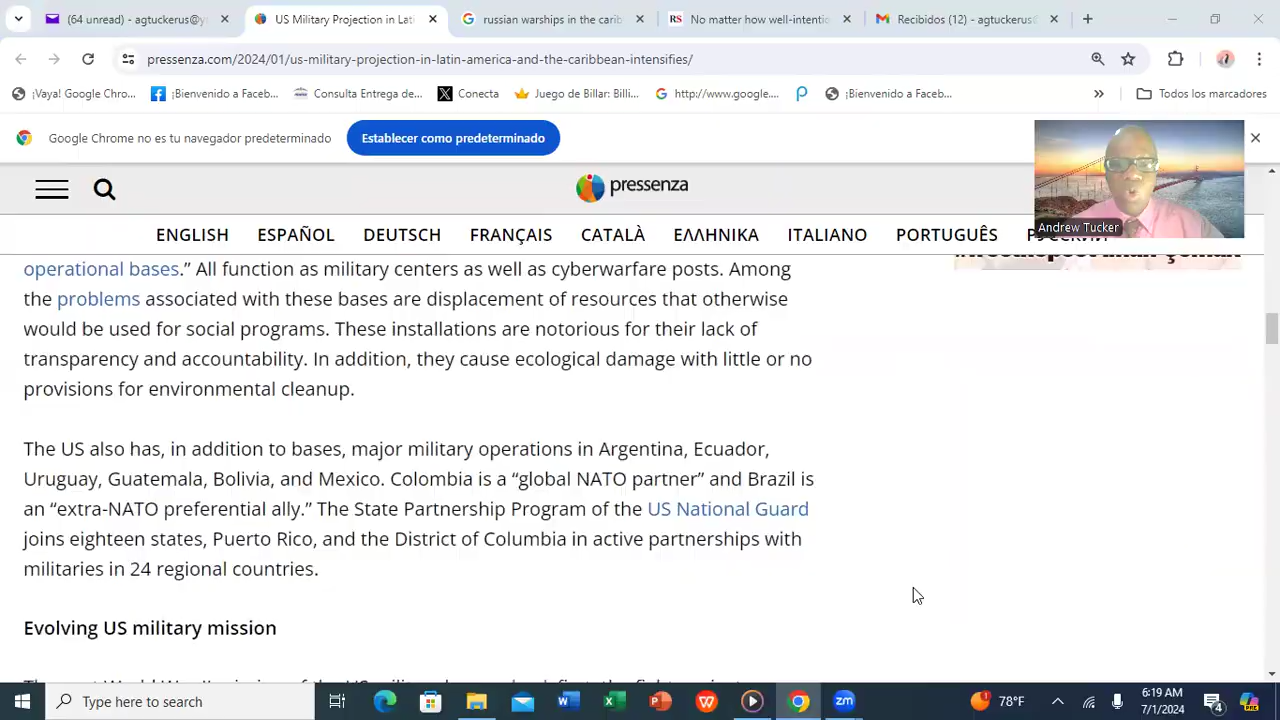 (64 unread) - agtuckerus@y
US Military Projection in Lati
russian warships in the carib
RS No matter how well-intentio
Recibidos (12) - agtuckerus@
pressenza.com/2024/01/us-military-projection-in-latin-america-and-the-caribbean-intensifies/
¡Vaya! Google Chro...
¡Bienvenido a Faceb...
Consulta Entrega de...
Conecta
Juego de Billar: Billi...
http://www.google....
¡Bienvenido a Faceb...
»
Todos los marcadores
Google Chrome no es tu navegador predeterminado
Establecer como predeterminado
pressenza
Andrew Tucker
ENGLISH ESPAÑOL DEUTSCH FRANÇAIS CATALÀ ΕΛΛΗΝΙΚΑ ITALIANO PORTUGUÊS РУССКИЙ
operational bases.” All function as military centers as well as cyberwarfare posts. Among
the problems associated with these bases are displacement of resources that otherwise
would be used for social programs. These installations are notorious for their lack of
transparency and accountability. In addition, they cause ecological damage with little or no
provisions for environmental cleanup.
The US also has, in addition to bases, major military operations in Argentina, Ecuador,
Uruguay, Guatemala, Bolivia, and Mexico. Colombia is a “global NATO partner” and Brazil is
an “extra-NATO preferential ally.” The State Partnership Program of the US National Guard
joins eighteen states, Puerto Rico, and the District of Columbia in active partnerships with
militaries in 24 regional countries.
Evolving US military mission
Type here to search
78°F
6:19 AM
7/1/2024
4